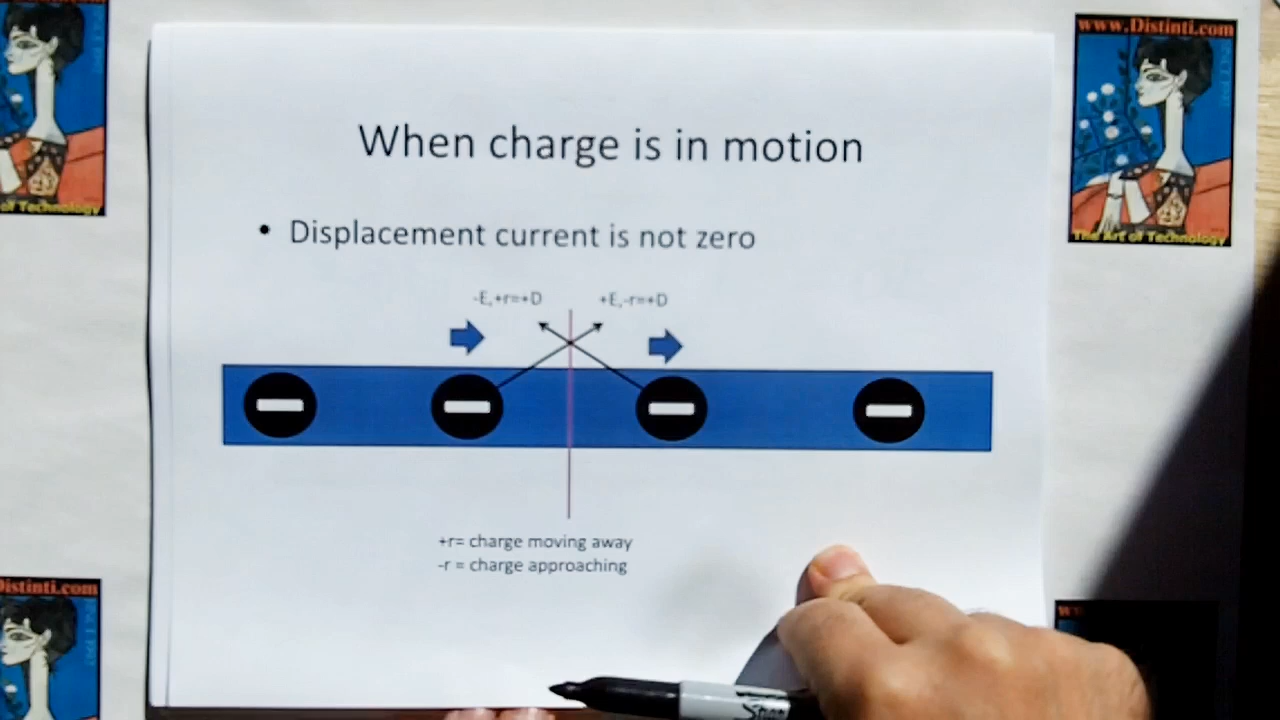 www.Distinti.com
When charge is in motion
• Displacement current is not zero
-E,+r=+D
+E,-r=+D
+r= charge moving away
-r = charge approaching
of Technology
The Art of Technology
Distinti.com